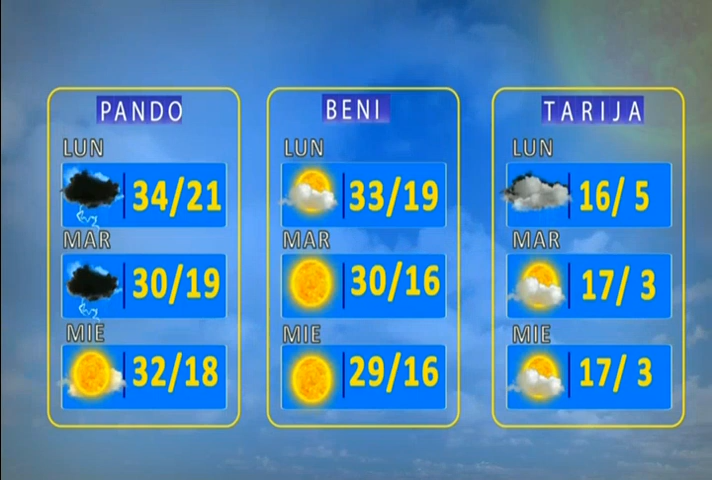 PANDO
LUN
34/21
MAR
30/19
MIE
32/18
BENI
LUN
33/19
MAR
30/16
MIE
29/16
TARIJA
LUN
16/ 5
MAR
17/ 3
MIE
17/ 3